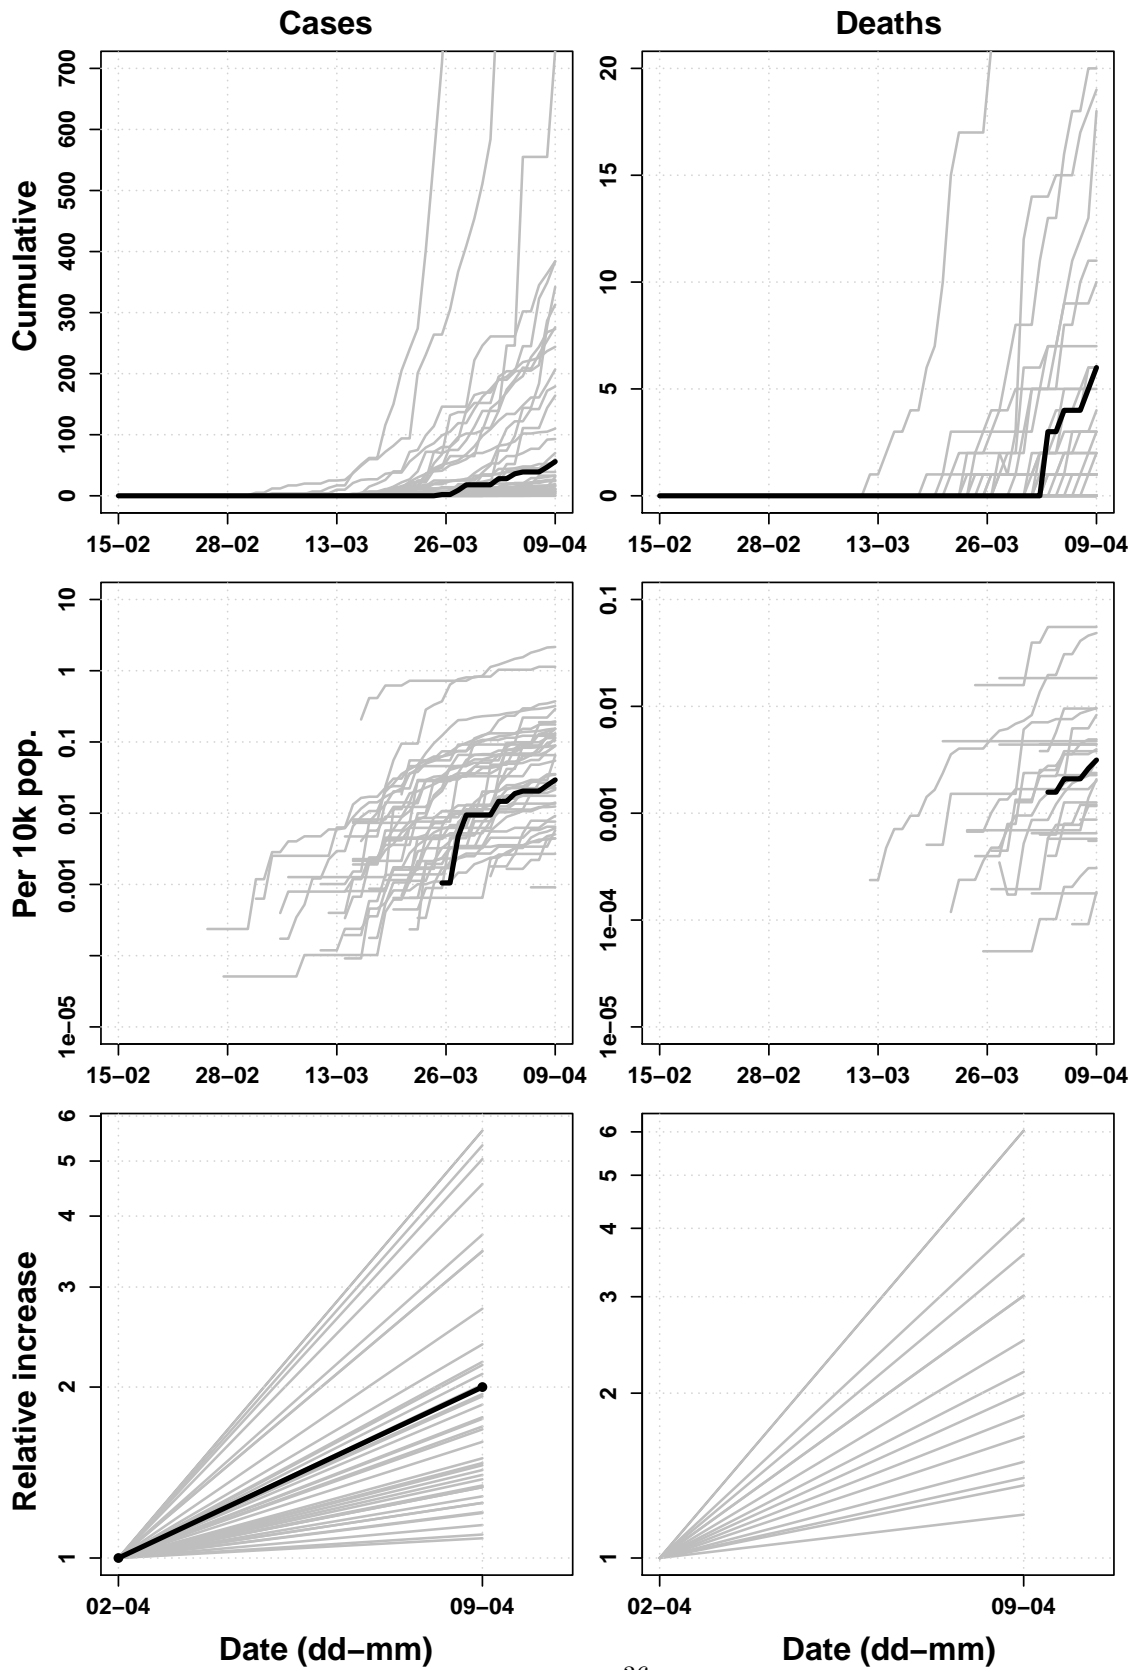 Cases
Deaths
Cumulative
0 100 200 300 400 500 600 700
15−02 28−02 13−03 26−03 09−04
0 5 10 15 20
15−02 28−02 13−03 26−03 09−04
Per 10k pop.
1e−05 0.001 0.01 0.1 1 10
15−02 28−02 13−03 26−03 09−04
1e−05 1e−04 0.001 0.01 0.1
15−02 28−02 13−03 26−03 09−04
Relative increase
1 2 3 4 5 6
02−04 09−04
1 2 3 4 5 6
02−04 09−04
Date (dd−mm)
Date (dd−mm)